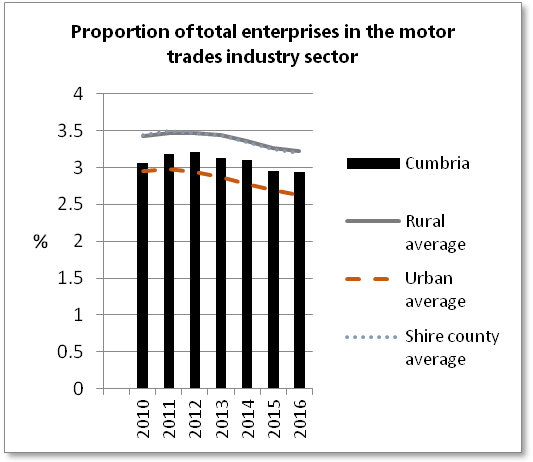 Proportion of total enterprises in the motor
trades industry sector
4
3.5
3
2.5
2
1.5
1
0.5
0
%
2010
2011
2012
2013
2014
2015
2016
Cumbria
Rural
average
Urban
average
Shire county
average